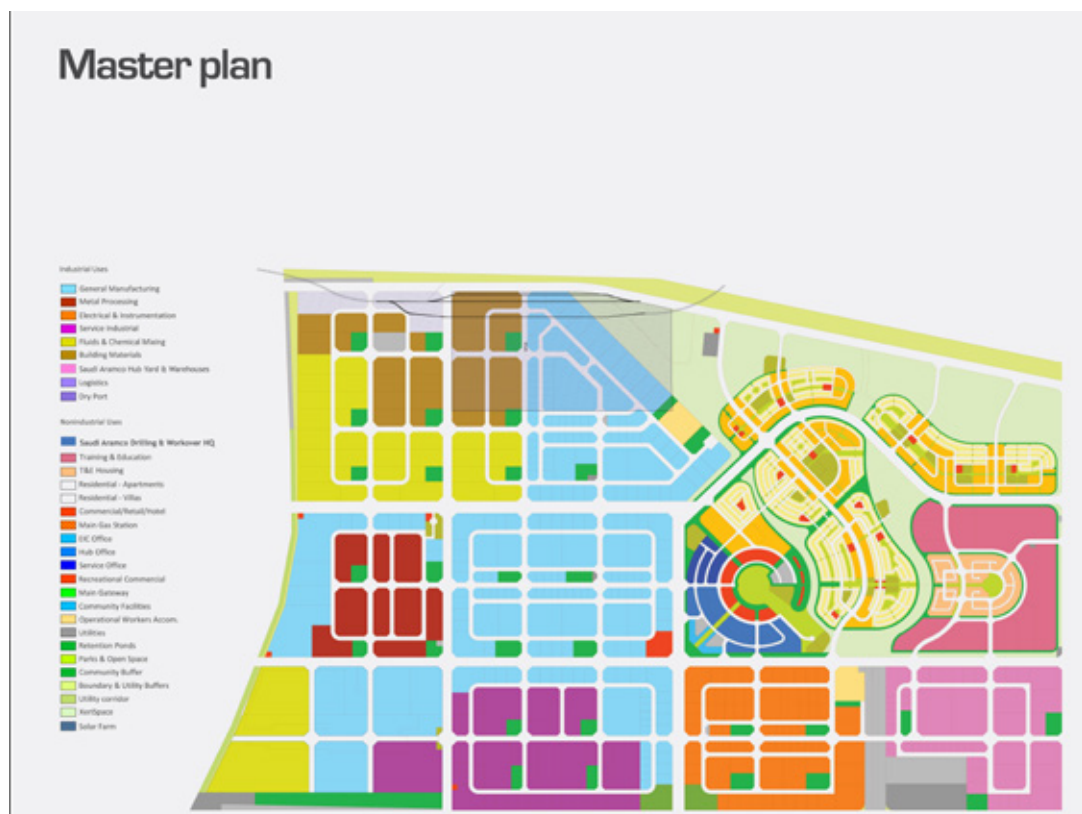 Master plan
Industrial Uses
General Manufacturing
Metal Processing
Electrical & Instrumentation
Service Industrial
Fluids & Chemical Mixing
Building Materials
Saudi Aramco Hub Yard & Warehouses
Logistics
Dry Port
Nonindustrial Uses
Saudi Aramco Drilling & Workover HQ
Training & Education
T&E Housing
Residential - Apartments
Residential - Villas
Commercial/Retail/Hotel
Main Gas Station
EIC Office
Hub Office
Service Office
Recreational Commercial
Main Gateway
Community Facilities
Operational Workers Accom.
Utilities
Retention Ponds
Parks & Open Space
Community Buffer
Boundary & Utility Buffers
Utility corridor
AeriSpace
Solar Farm